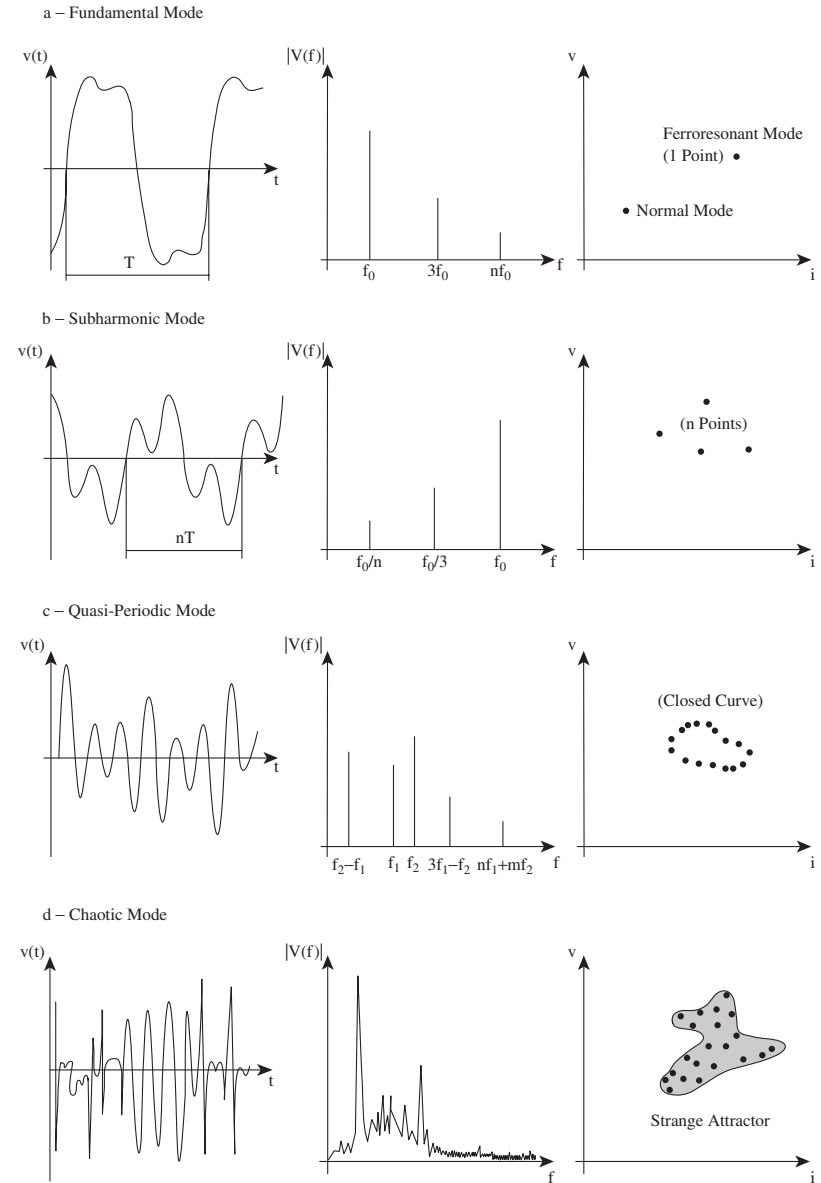 a – Fundamental Mode
v(t)
t
T
|V(f)|
f₀
3f₀
nf₀
f
v
Ferroresonant Mode
(1 Point)
Normal Mode
i
b – Subharmonic Mode
v(t)
t
nT
|V(f)|
f₀/n
f₀/3
f₀
f
v
(n Points)
i
c – Quasi-Periodic Mode
v(t)
t
|V(f)|
f₂–f₁
f₁
f₂
3f₁–f₂
nf₁+mf₂
f
v
(Closed Curve)
i
d – Chaotic Mode
v(t)
t
|V(f)|
f
v
Strange Attractor
i